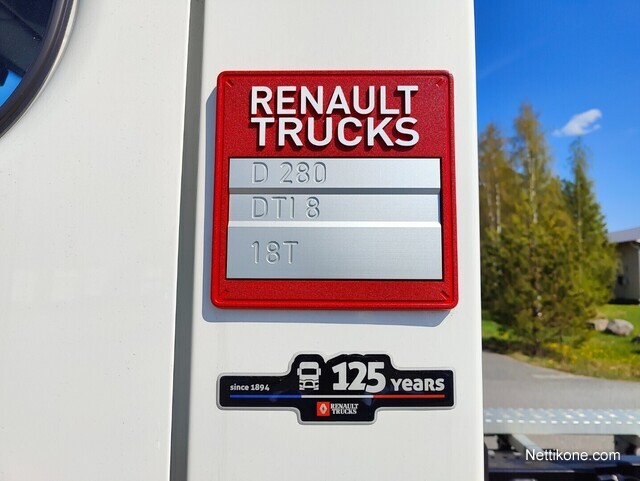 RENAULT
TRUCKS
D 280
DTI 8
18T
since 1894 125 YEARS
RENAULT
TRUCKS
Nettikone.com